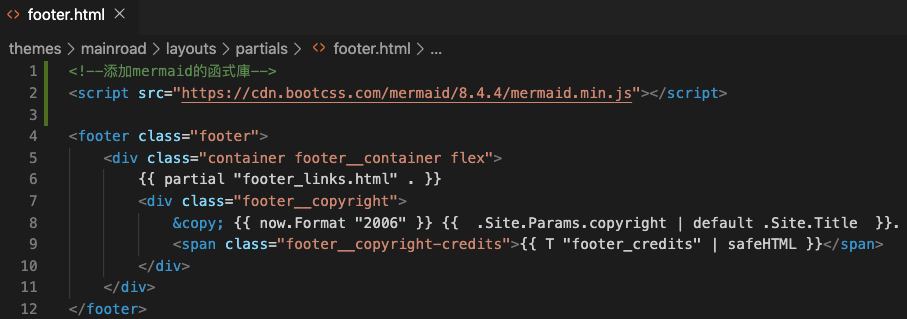 <> footer.html ×
themes > mainroad > layouts > partials > <> footer.html > ...
1 <!--添加mermaid的函式庫-->
2 <script src="https://cdn.bootcss.com/mermaid/8.4.4/mermaid.min.js"></script>
3
4 <footer class="footer">
5 <div class="container footer__container flex">
6 {{ partial "footer_links.html" . }}
7 <div class="footer__copyright">
8 &copy; {{ now.Format "2006" }} {{  .Site.Params.copyright | default .Site.Title  }}.
9 <span class="footer__copyright-credits">{{ T "footer_credits" | safeHTML }}</span>
10 </div>
11 </div>
12 </footer>